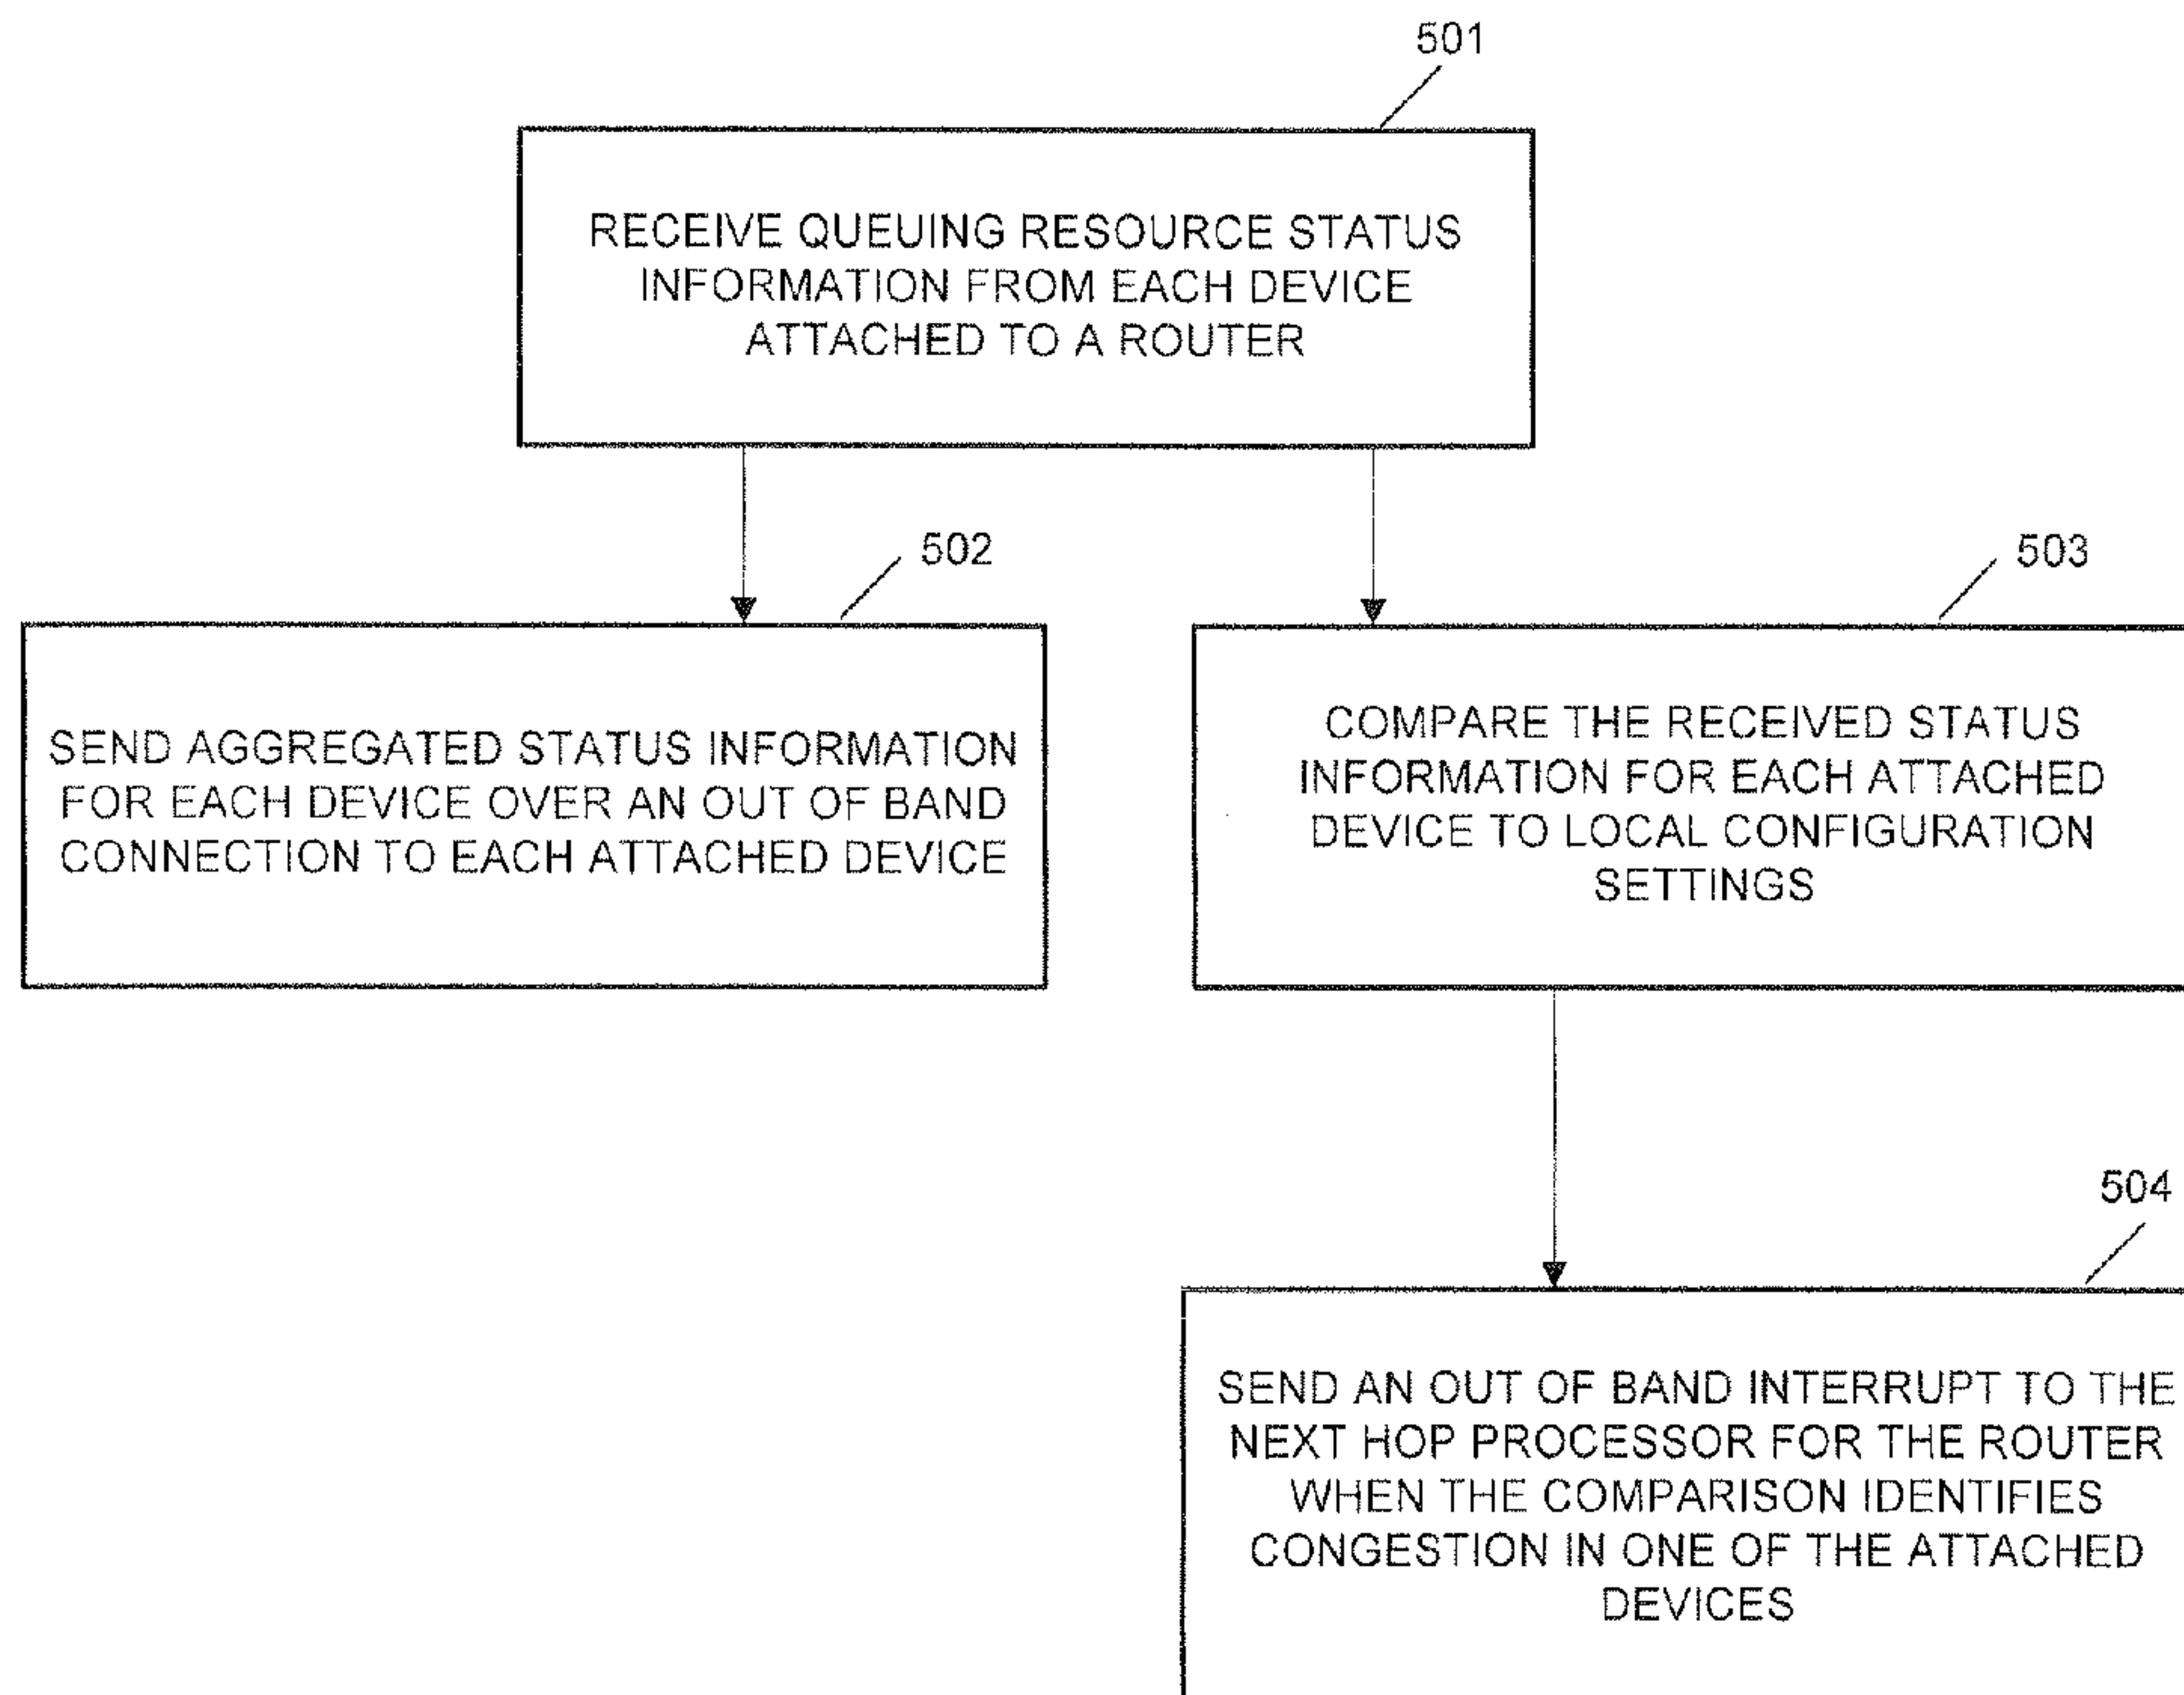 501
RECEIVE QUEUING RESOURCE STATUS
INFORMATION FROM EACH DEVICE
ATTACHED TO A ROUTER
502
SEND AGGREGATED STATUS INFORMATION
FOR EACH DEVICE OVER AN OUT OF BAND
CONNECTION TO EACH ATTACHED DEVICE
503
COMPARE THE RECEIVED STATUS
INFORMATION FOR EACH ATTACHED
DEVICE TO LOCAL CONFIGURATION
SETTINGS
504
SEND AN OUT OF BAND INTERRUPT TO THE
NEXT HOP PROCESSOR FOR THE ROUTER
WHEN THE COMPARISON IDENTIFIES
CONGESTION IN ONE OF THE ATTACHED
DEVICES